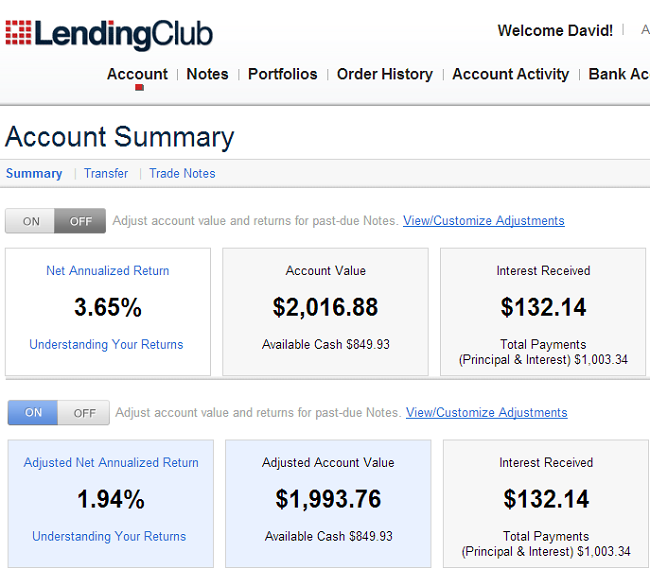 LendingClub
Welcome David!
Account Notes Portfolios Order History Account Activity Bank Ac
Account Summary
Summary Transfer Trade Notes
ON OFF Adjust account value and returns for past-due Notes. View/Customize Adjustments
Net Annualized Return
3.65%
Understanding Your Returns
Account Value
$2,016.88
Available Cash $849.93
Interest Received
$132.14
Total Payments
(Principal & Interest) $1,003.34
ON OFF Adjust account value and returns for past-due Notes. View/Customize Adjustments
Adjusted Net Annualized Return
1.94%
Understanding Your Returns
Adjusted Account Value
$1,993.76
Available Cash $849.93
Interest Received
$132.14
Total Payments
(Principal & Interest) $1,003.34